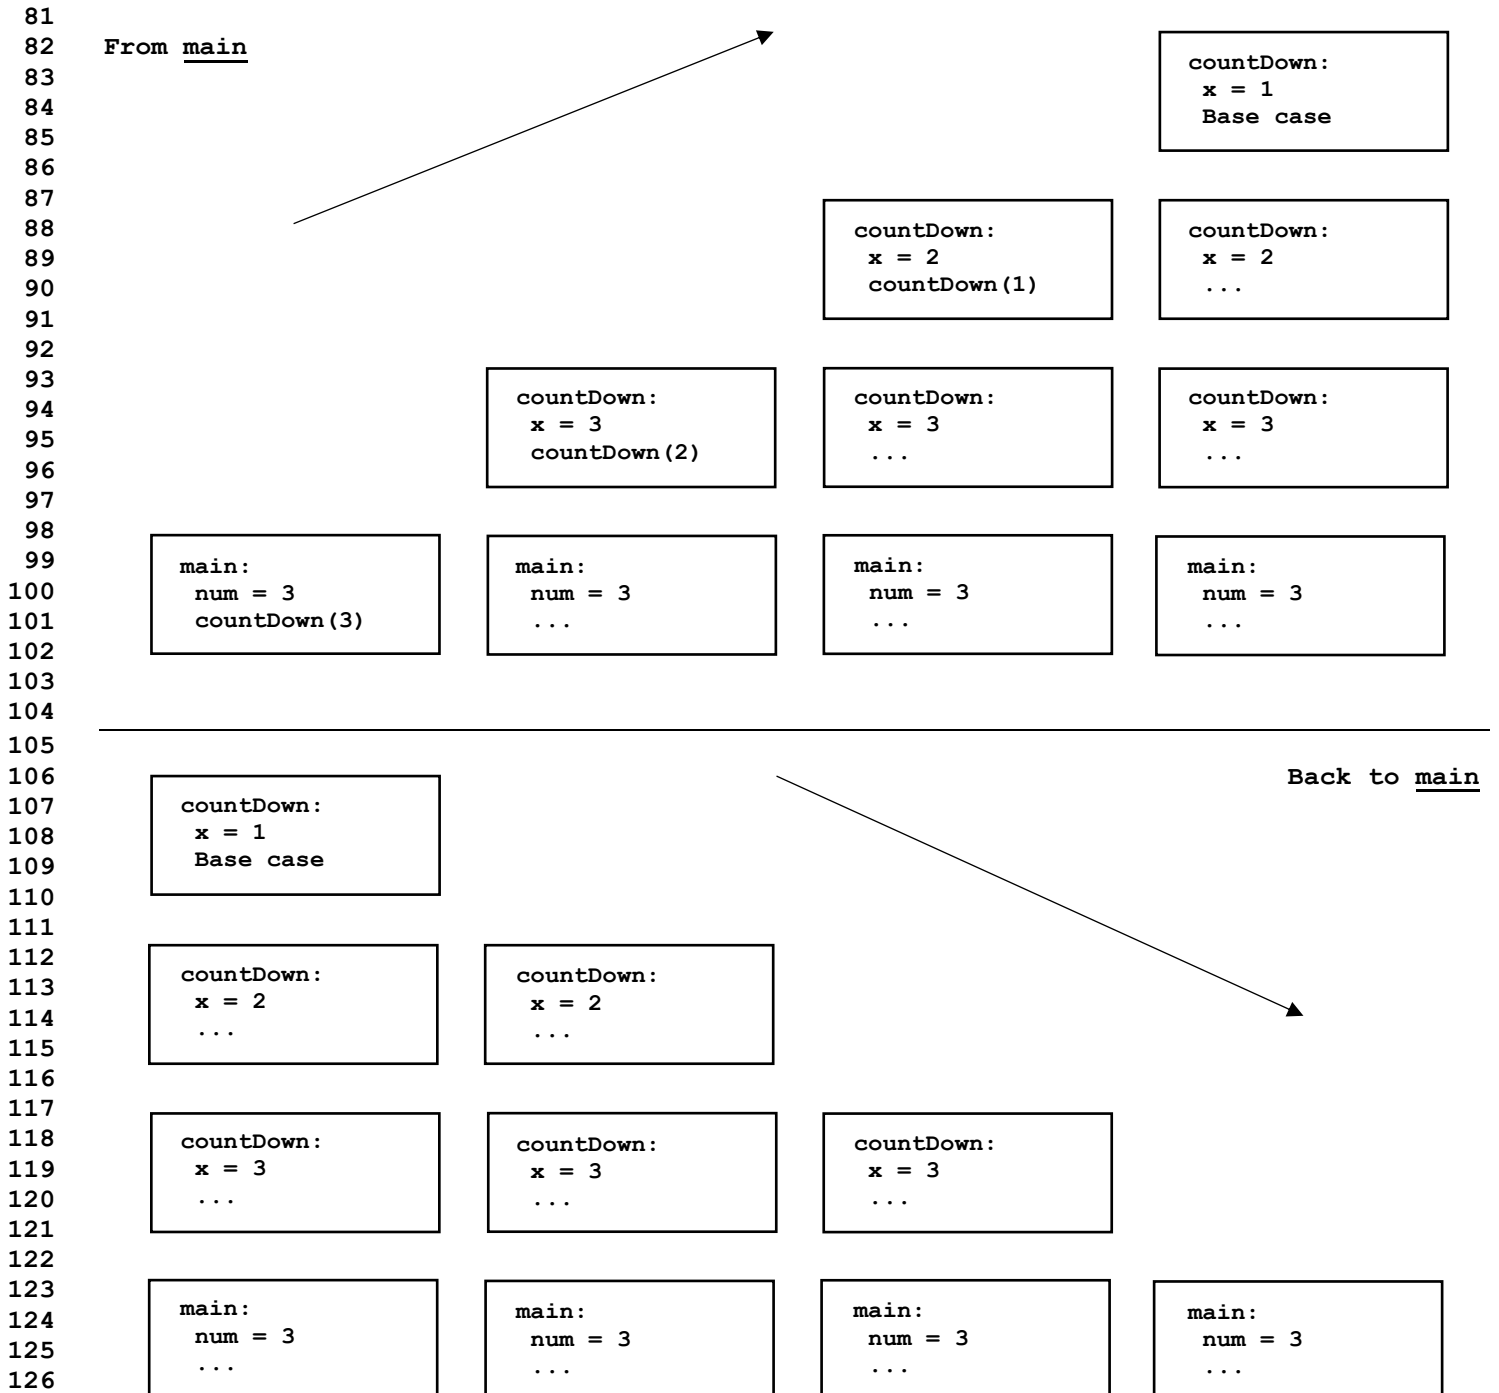 81
82 From main
83 countDown:
84 x = 1
85 Base case
86
87
88 countDown: countDown:
89 x = 2 x = 2
90 countDown(1) ...
91
92
93
94 countDown: countDown: countDown:
95 x = 3 x = 3 x = 3
96 countDown(2) ... ...
97
98
99 main: main: main: main:
100 num = 3 num = 3 num = 3 num = 3
101 countDown(3) ... ... ...
102
103
104
105
106 Back to main
107 countDown:
108 x = 1
109 Base case
110
111
112
113 countDown: countDown:
114 x = 2 x = 2
115 ... ...
116
117
118 countDown: countDown: countDown:
119 x = 3 x = 3 x = 3
120 ... ... ...
121
122
123
124 main: main: main: main:
125 num = 3 num = 3 num = 3 num = 3
126 ... ... ... ...